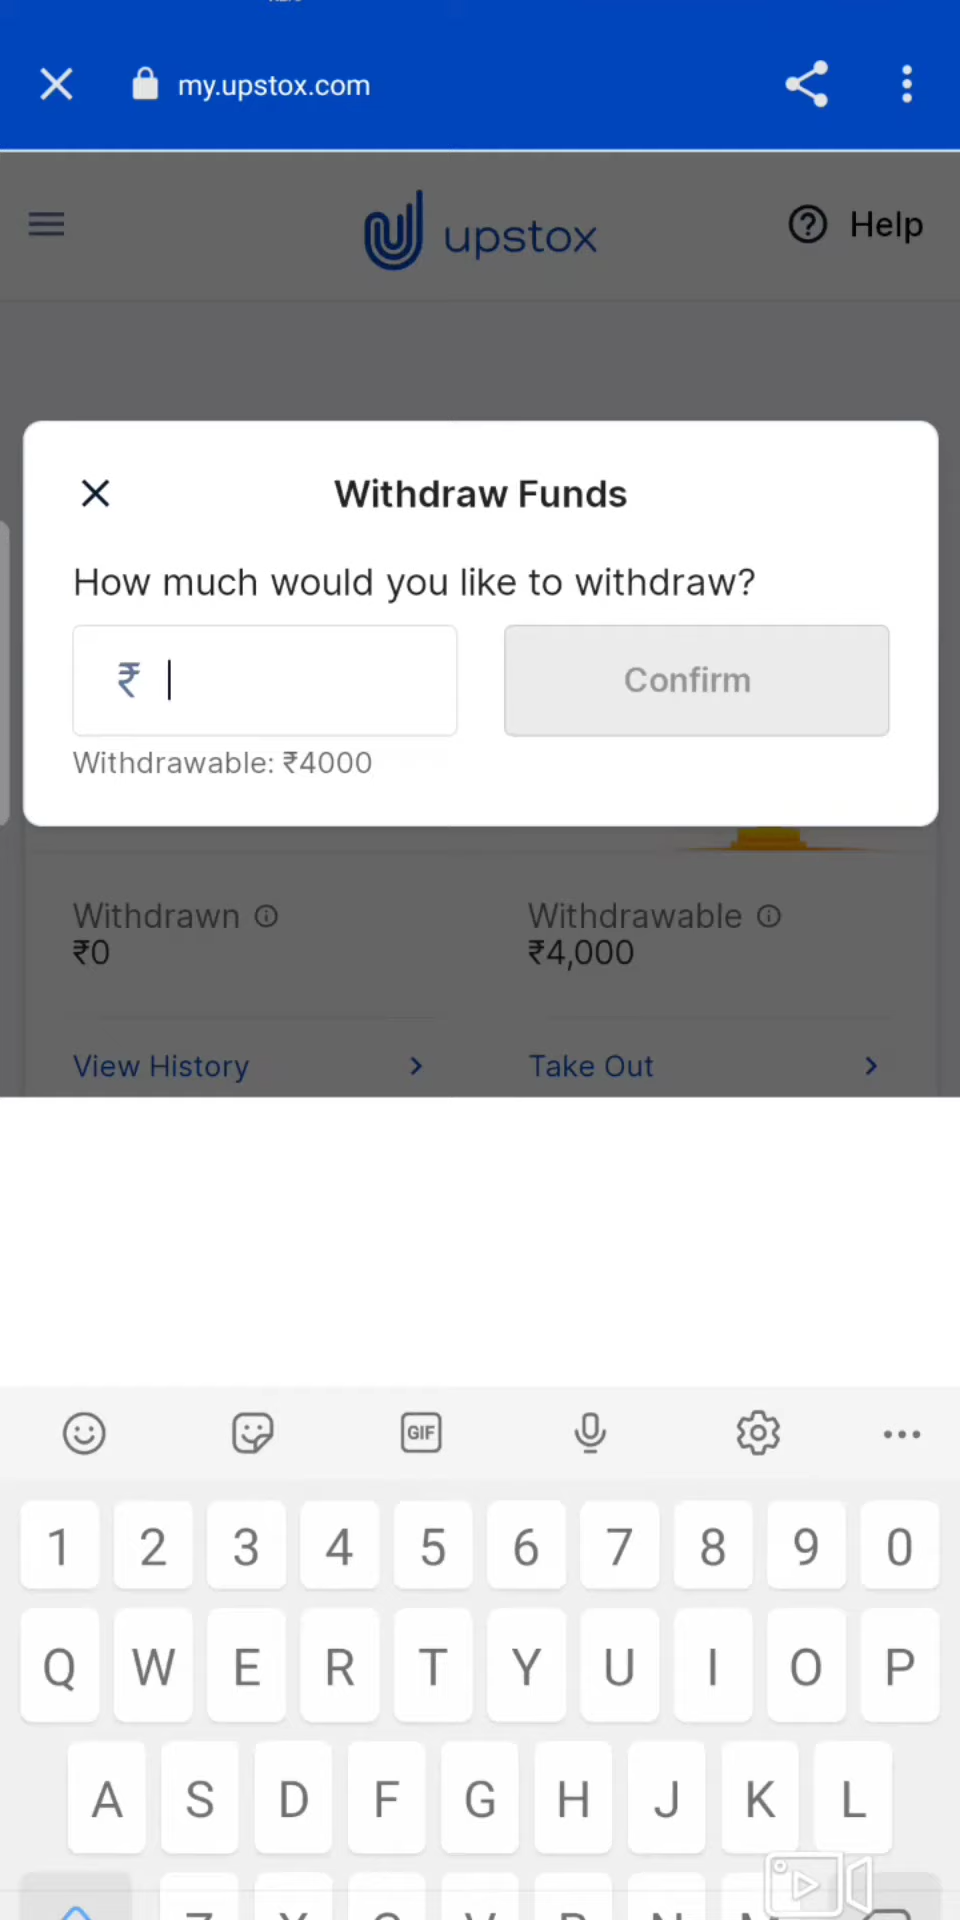 my.upstox.com
upstox
Help
Withdraw Funds
How much would you like to withdraw?
₹
Confirm
Withdrawable: ₹4000
Withdrawn
Withdrawable
₹0
₹4,000
View History
Take Out
GIF
1 2 3 4 5 6 7 8 9 0
Q W E R T Y U I O P
A S D F G H J K L